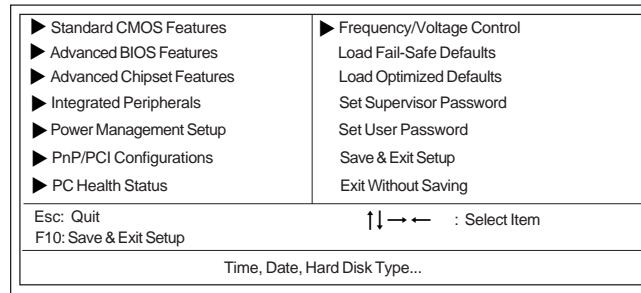 ▶ Standard CMOS Features
▶ Advanced BIOS Features
▶ Advanced Chipset Features
▶ Integrated Peripherals
▶ Power Management Setup
▶ PnP/PCI Configurations
▶ PC Health Status
▶ Frequency/Voltage Control
Load Fail-Safe Defaults
Load Optimized Defaults
Set Supervisor Password
Set User Password
Save & Exit Setup
Exit Without Saving
Esc: Quit
F10: Save & Exit Setup
↑↓→← : Select Item
Time, Date, Hard Disk Type...